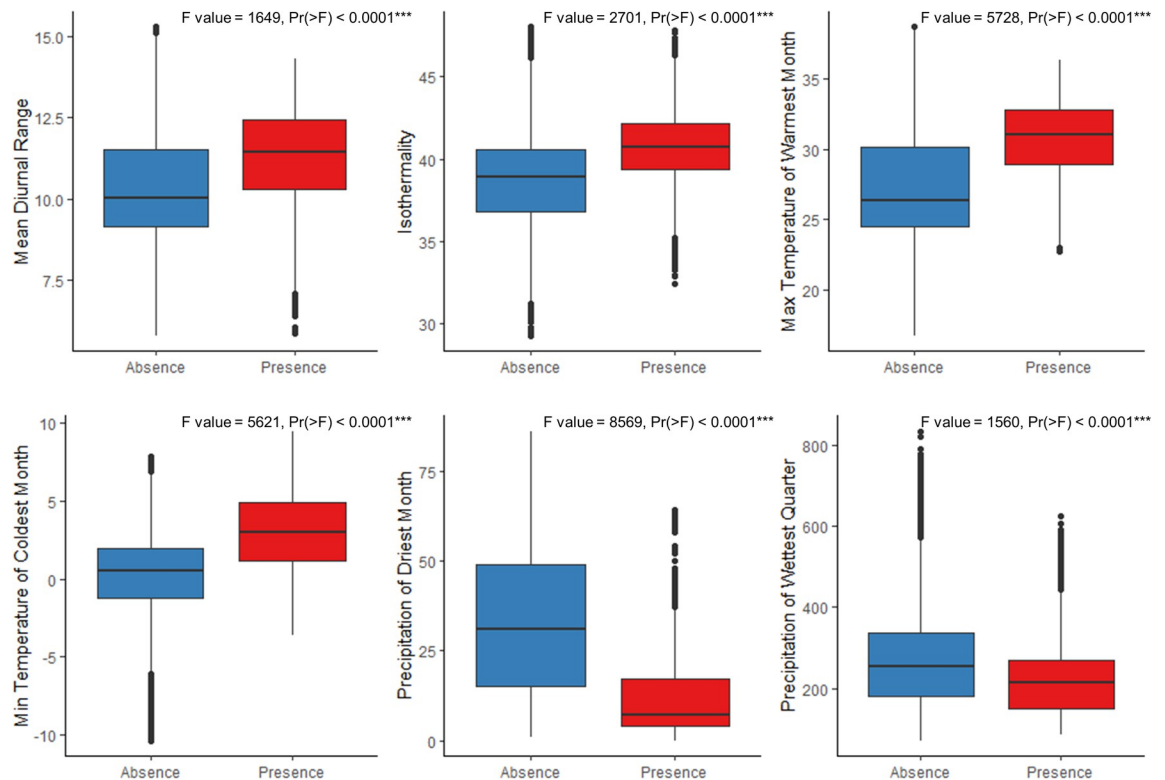 F value = 1649, Pr(>F) < 0.0001***
Mean Diurnal Range
15.0
12.5
10.0
7.5
Absence
Presence
F value = 2701, Pr(>F) < 0.0001***
Isothermality
45
40
35
30
Absence
Presence
F value = 5728, Pr(>F) < 0.0001***
Max Temperature of Warmest Month
35
30
25
20
Absence
Presence
F value = 5621, Pr(>F) < 0.0001***
Min Temperature of Coldest Month
10
5
0
-5
-10
Absence
Presence
F value = 8569, Pr(>F) < 0.0001***
Precipitation of Driest Month
75
50
25
0
Absence
Presence
F value = 1560, Pr(>F) < 0.0001***
Precipitation of Wettest Quarter
800
600
400
200
Absence
Presence